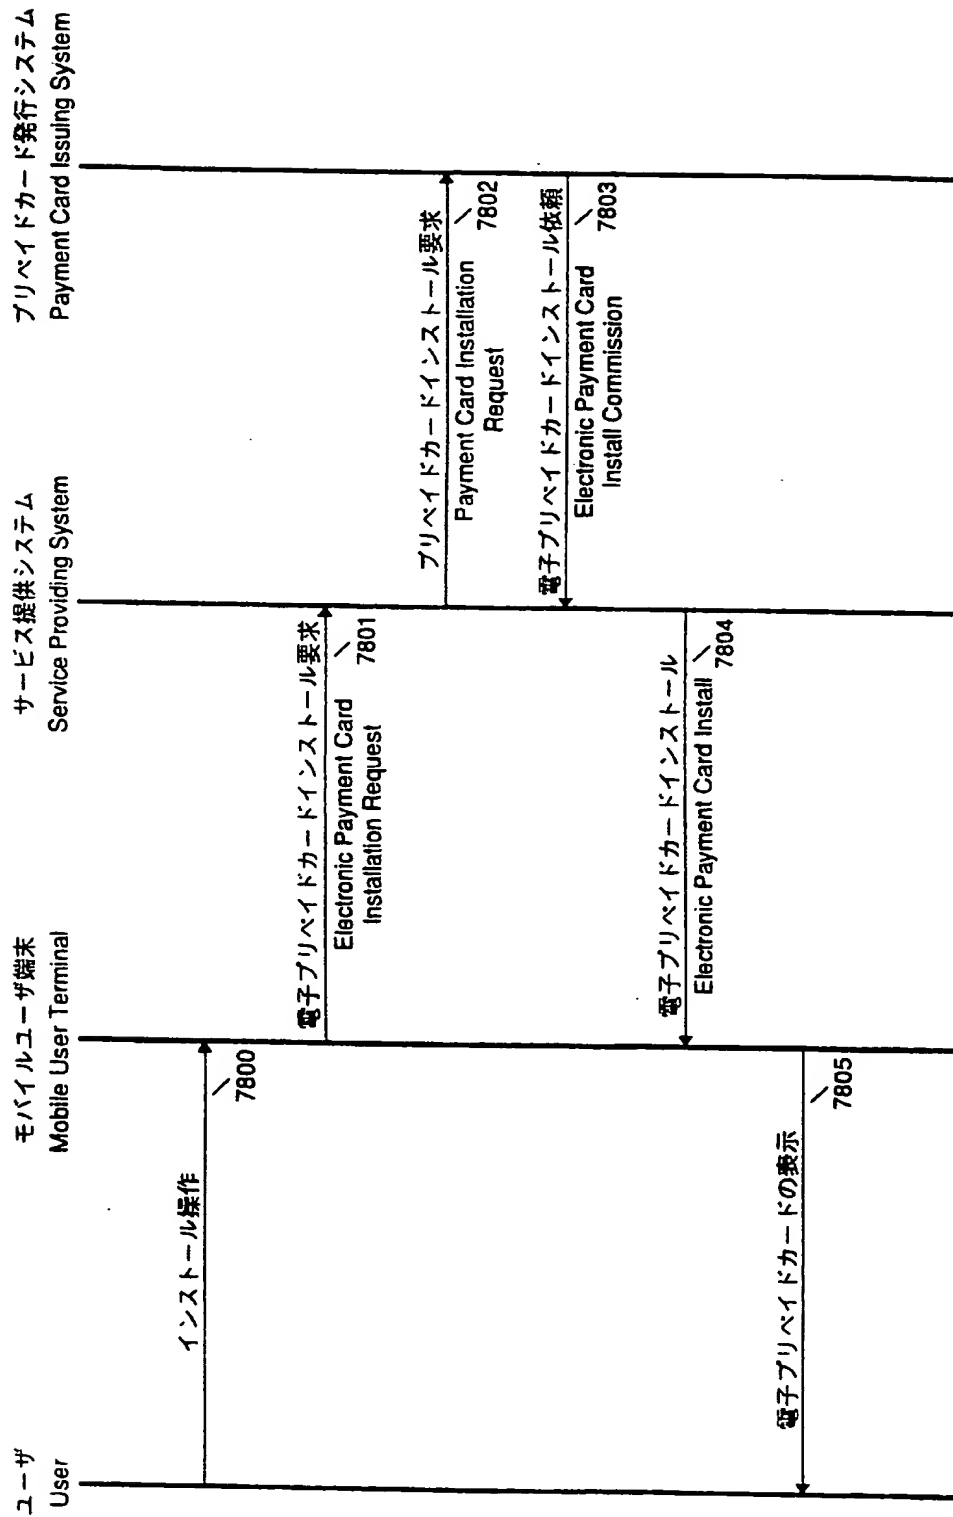 ユーザ
User
モバイルユーザ端末
Mobile User Terminal
サービス提供システム
Service Providing System
プリペイドカード発行システム
Payment Card Issuing System
インストール操作
7800
電子プリペイドカードインストール要求
7801
Electronic Payment Card
Installation Request
プリペイドカードインストール要求
7802
Payment Card Installation
Request
電子プリペイドカードインストール依頼
7803
Electronic Payment Card
Install Commission
電子プリペイドカードインストール
7804
Electronic Payment Card Install
電子プリペイドカードの表示
7805